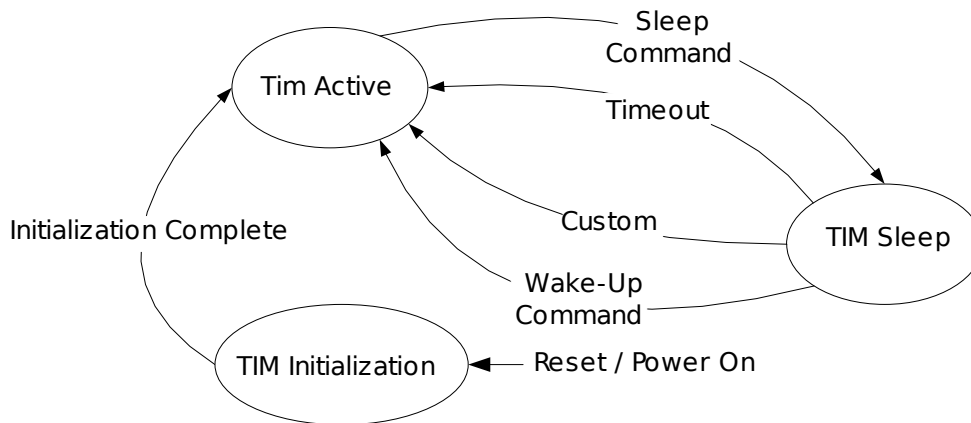 Sleep
Command
Tim Active
Timeout
Initialization Complete
Custom
TIM Sleep
Wake-Up
Command
TIM Initialization
Reset / Power On